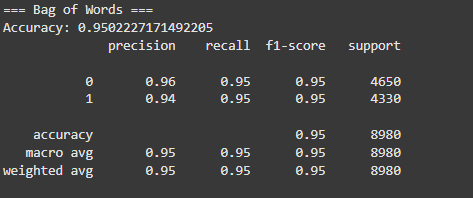 === Bag of Words ===
Accuracy: 0.9502227171492205
precision recall f1-score support
0 0.96 0.95 0.95 4650
1 0.94 0.95 0.95 4330
accuracy 0.95 8980
macro avg 0.95 0.95 0.95 8980
weighted avg 0.95 0.95 0.95 8980